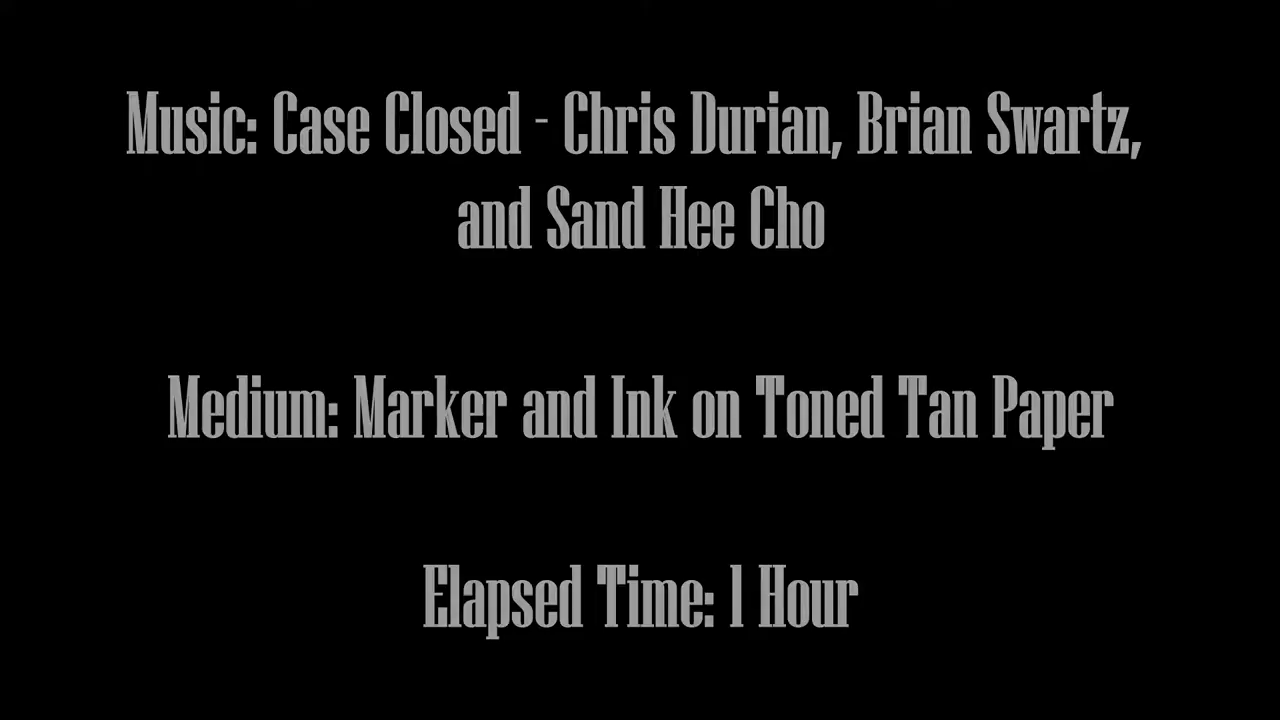 Music: Case Closed - Chris Durian, Brian Swartz,
and Sand Hee Cho
Medium: Marker and Ink on Toned Tan Paper
Elapsed Time: 1 Hour